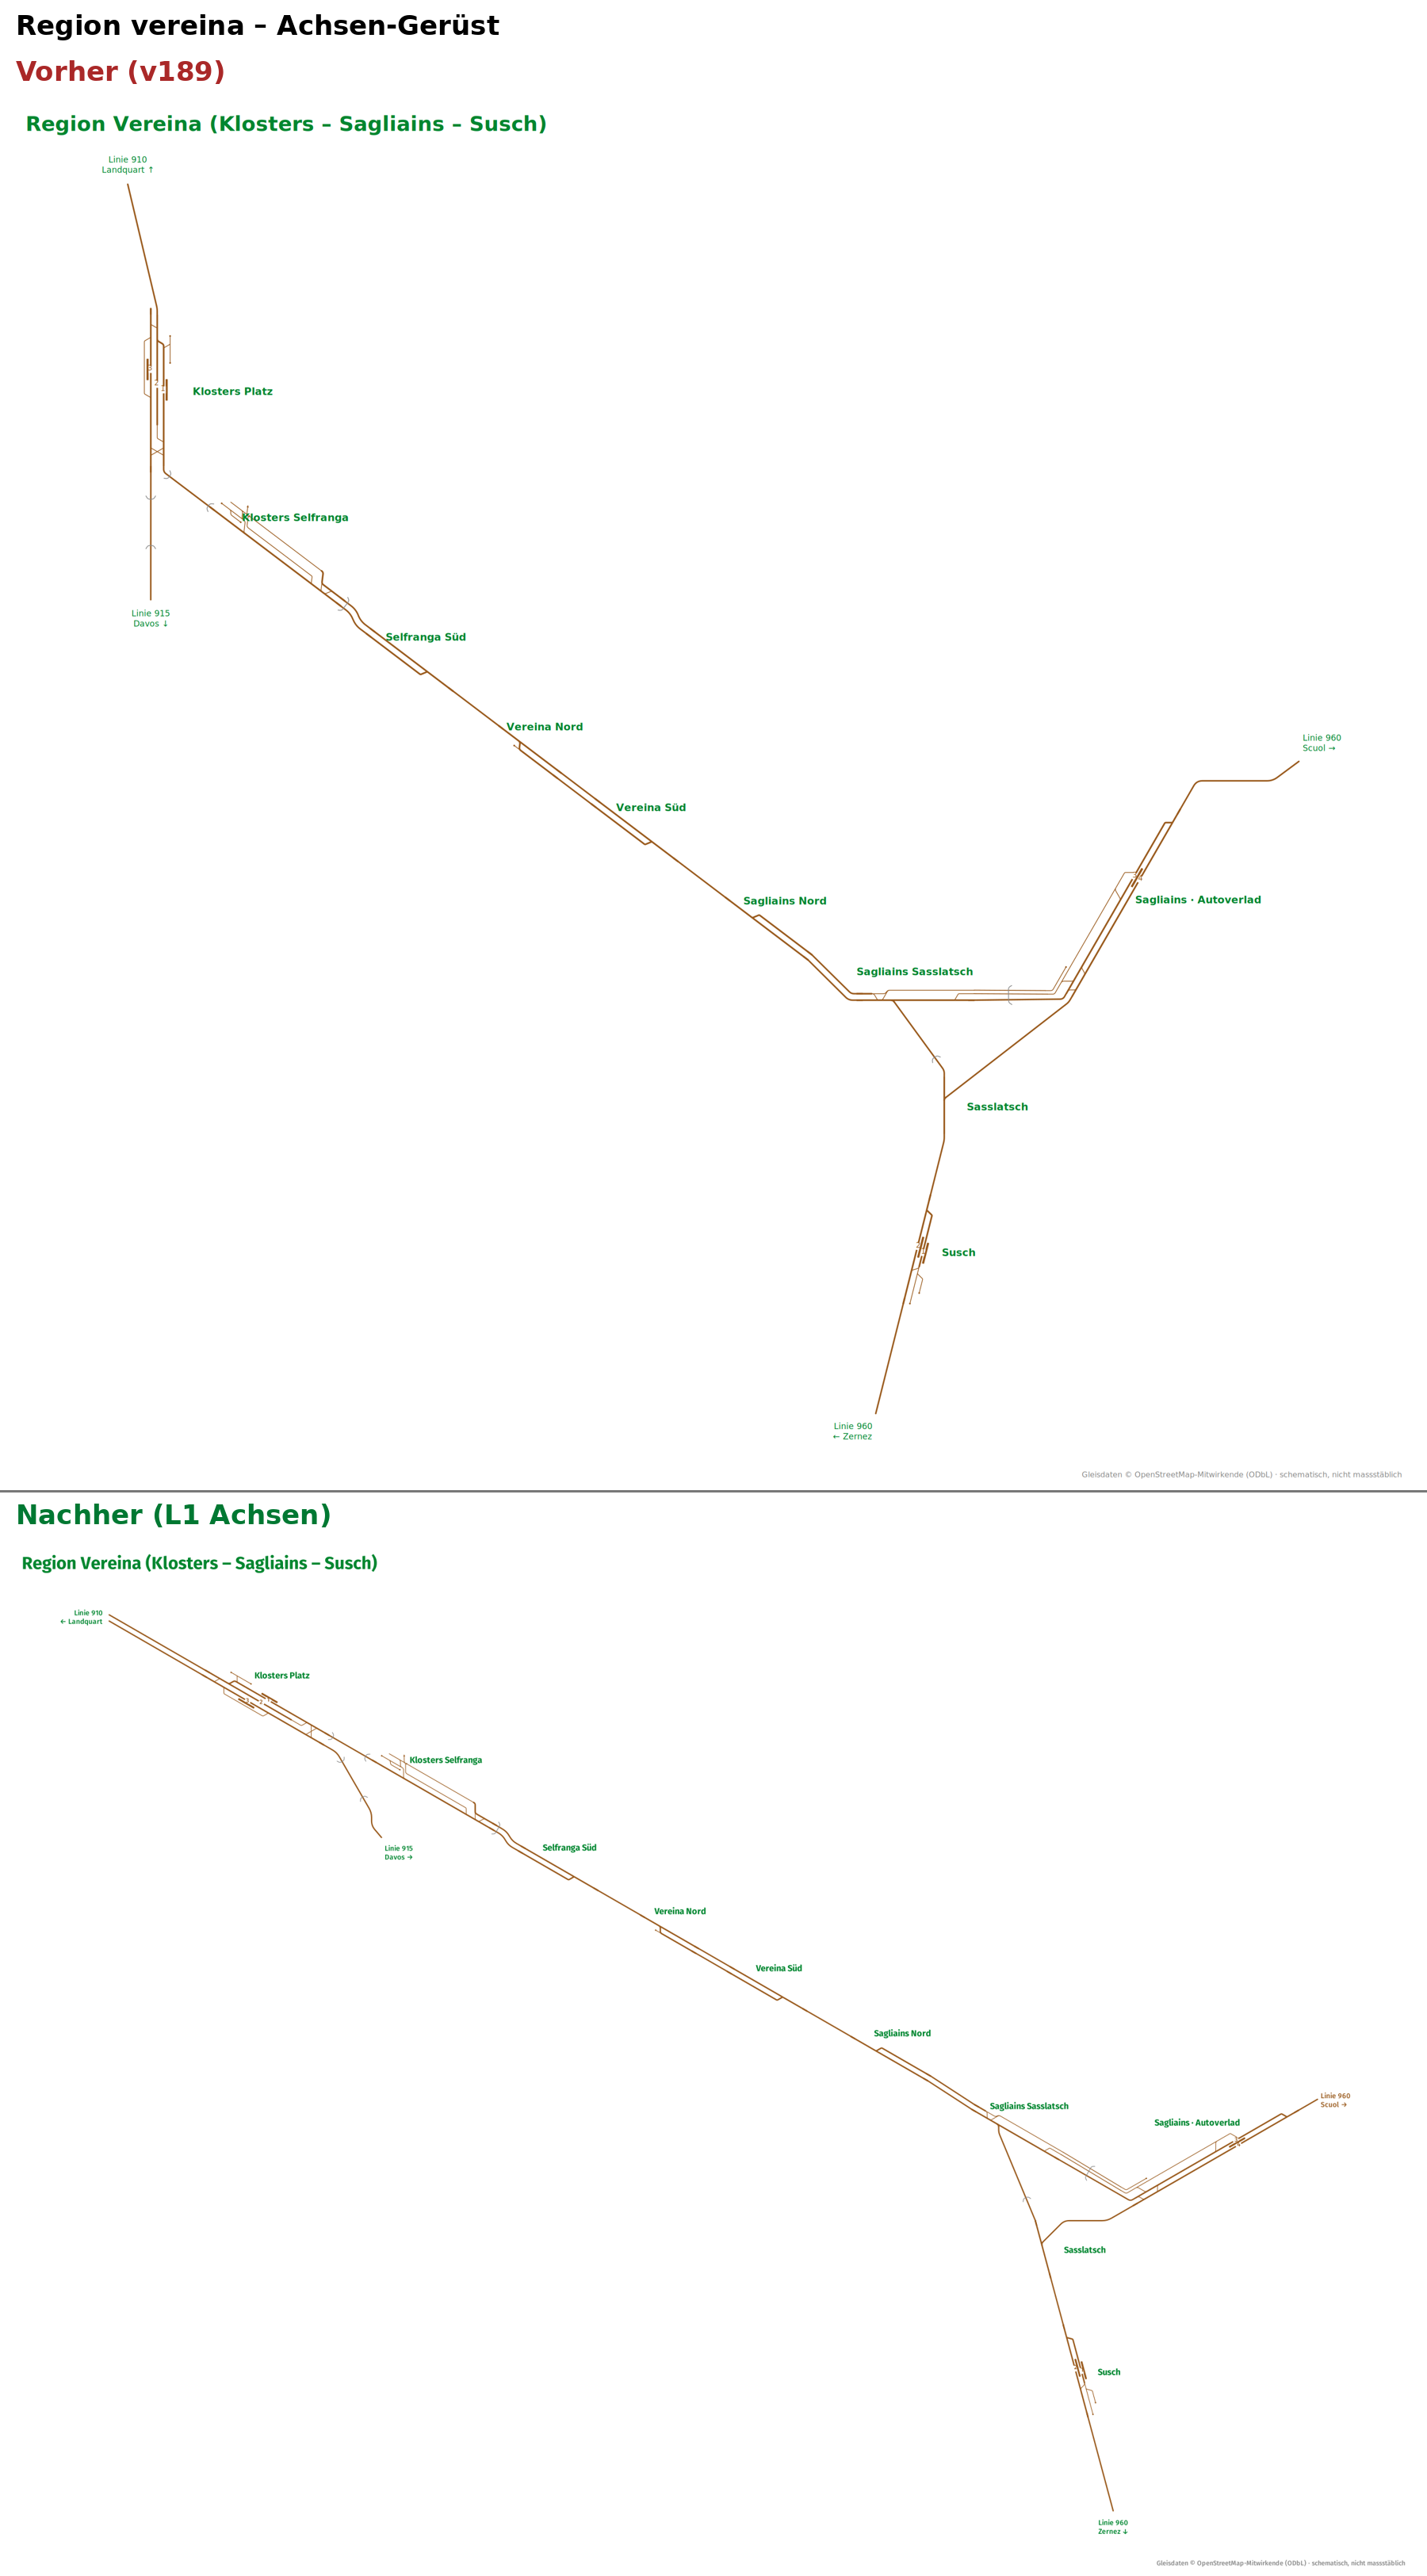 Region vereina – Achsen-Gerüst
Vorher (v189)
Region Vereina (Klosters – Sagliains – Susch)
Linie 910
Landquart ↑
Klosters Platz
Klosters Selfranga
Linie 915
Davos ↓
Selfranga Süd
Vereina Nord
Linie 960
Scuol →
Vereina Süd
Sagliains Nord
Sagliains · Autoverlad
Sagliains Sasslatsch
Sasslatsch
Susch
Linie 960
← Zernez
Gleisdaten © OpenStreetMap-Mitwirkende (ODbL) · schematisch, nicht massstäblich
Nachher (L1 Achsen)
Region Vereina (Klosters – Sagliains – Susch)
Linie 910
← Landquart
Klosters Platz
Klosters Selfranga
Linie 915
Davos →
Selfranga Süd
Vereina Nord
Vereina Süd
Sagliains Nord
Linie 960
Scuol →
Sagliains Sasslatsch
Sagliains · Autoverlad
Sasslatsch
Susch
Linie 960
Zernez ↓
Gleisdaten © OpenStreetMap-Mitwirkende (ODbL) · schematisch, nicht massstäblich